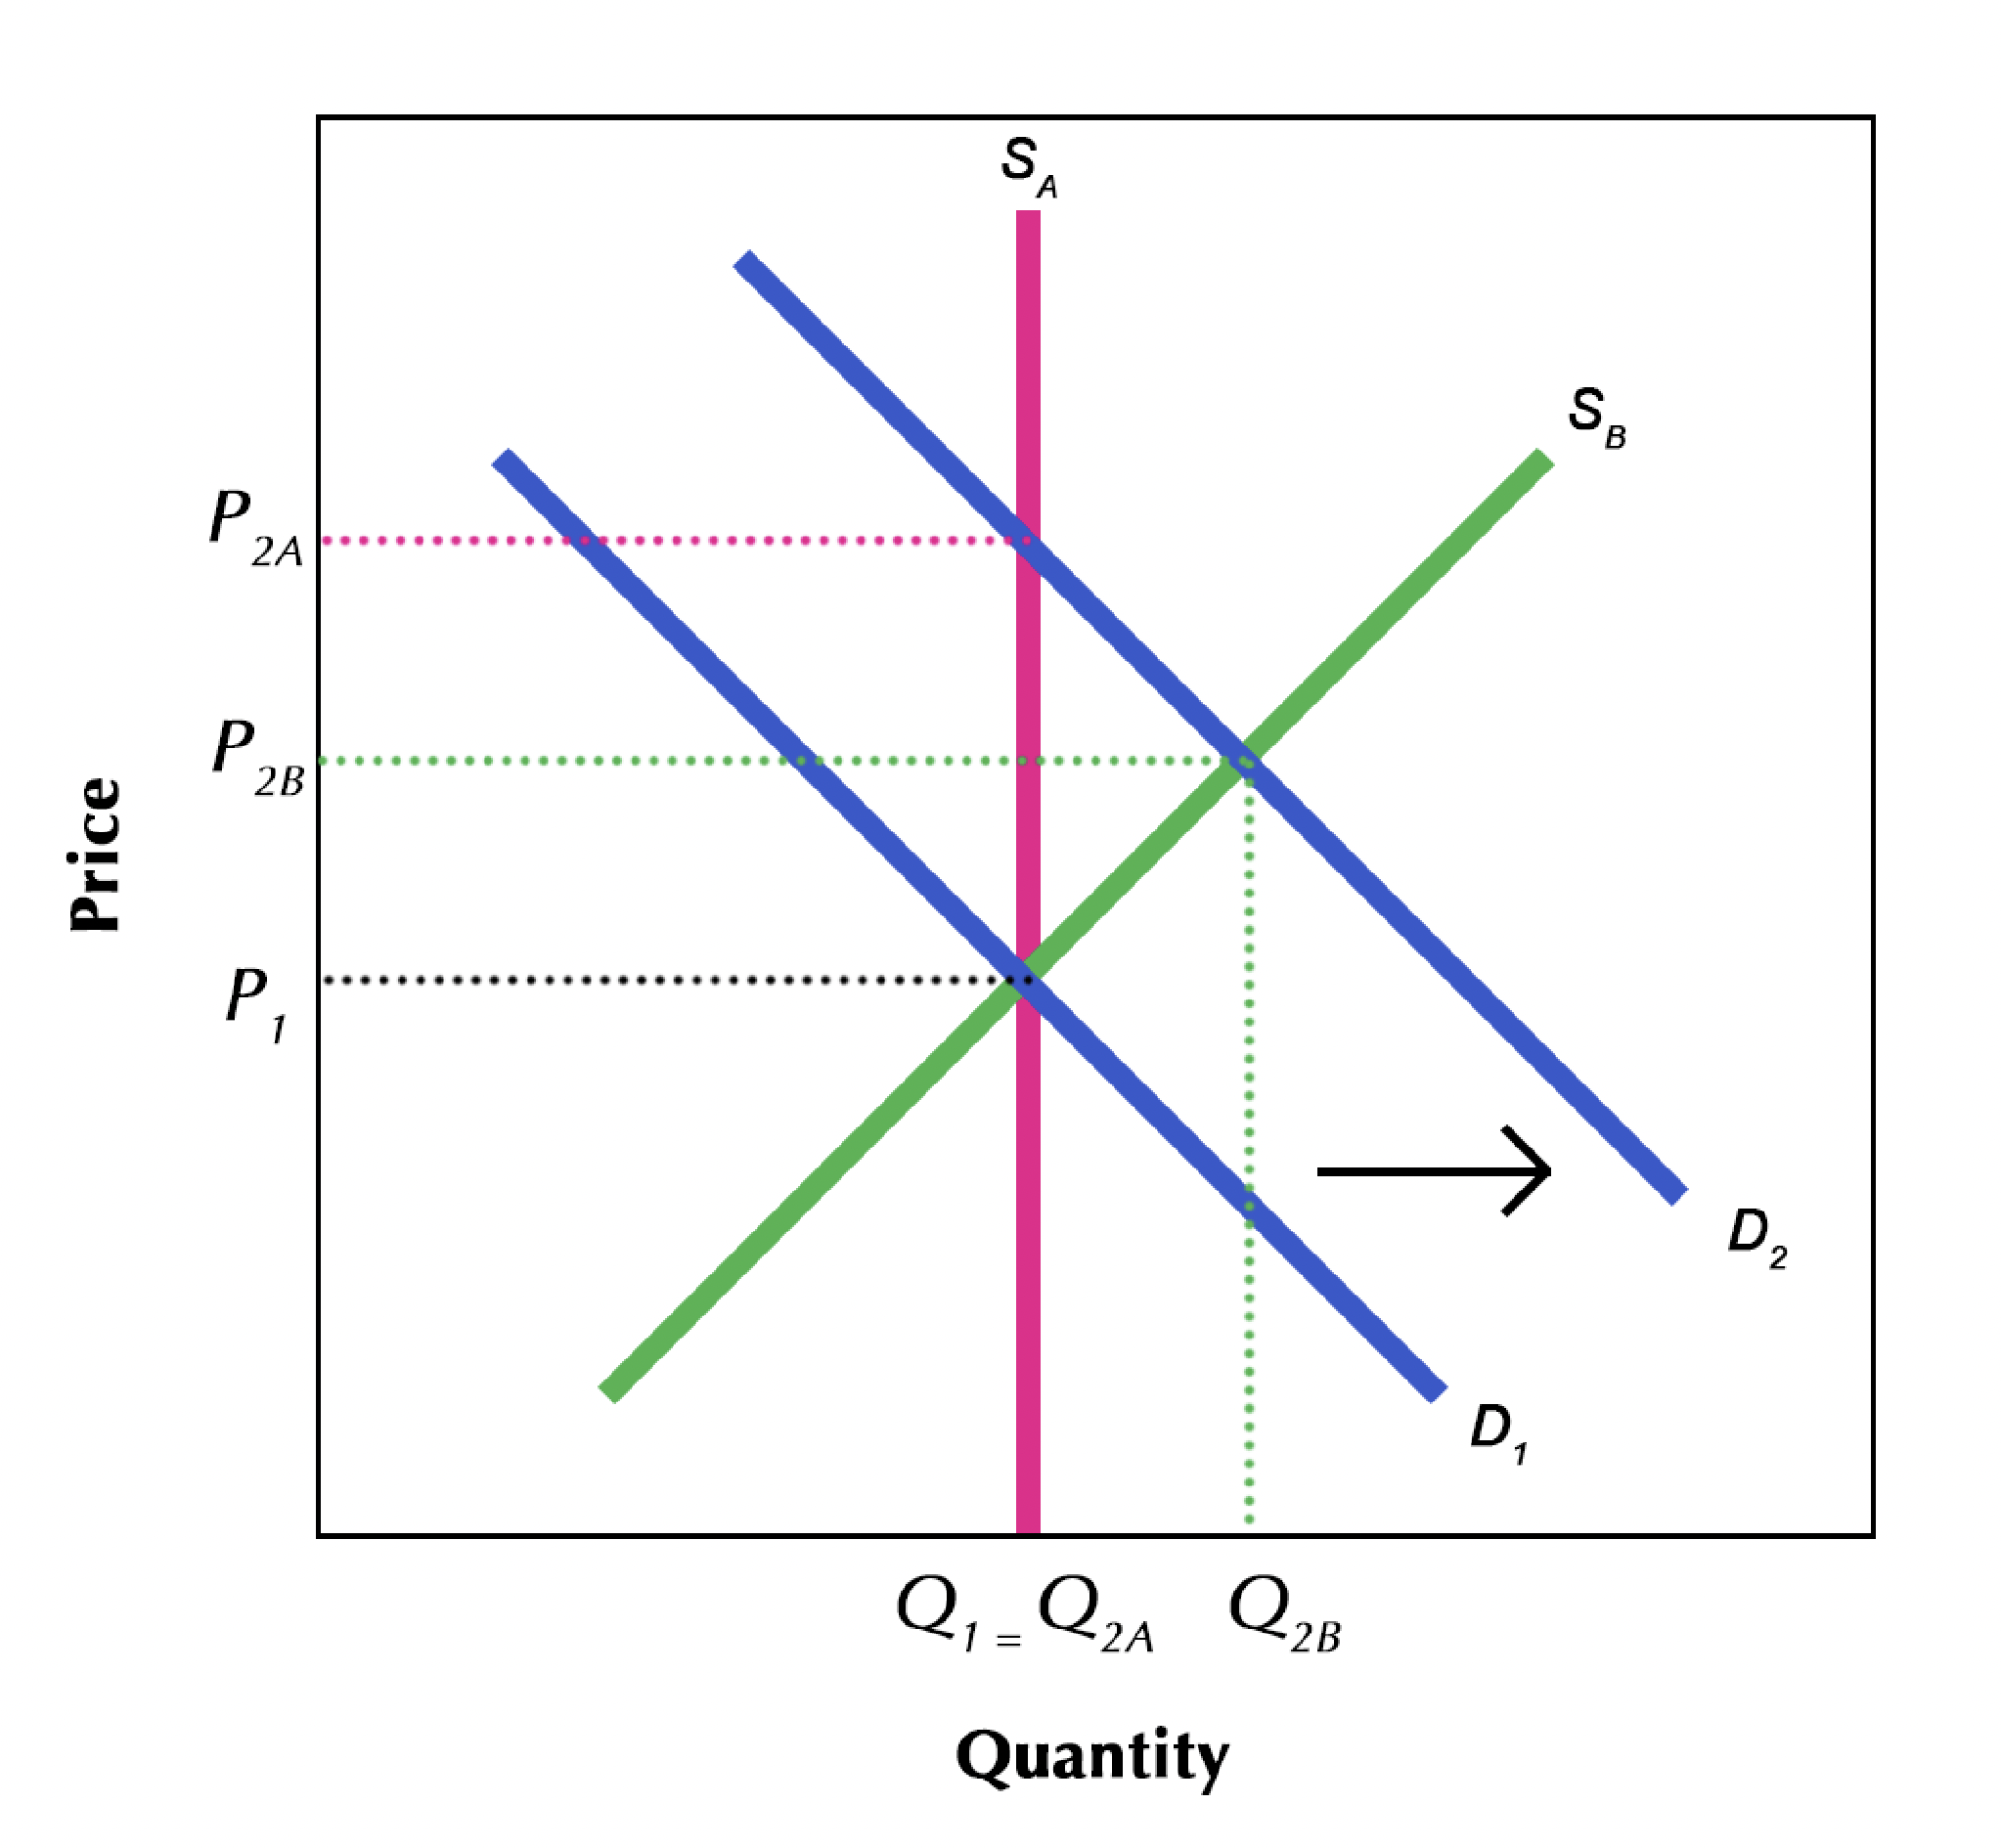 S_A
S_B
P_2A
P_2B
Price
P_1
D_2
D_1
Q_1 = Q_2A Q_2B
Quantity